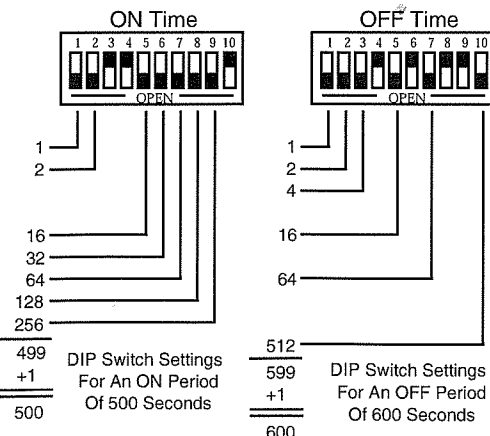 ON Time
1 2 3 4 5 6 7 8 9 10
OPEN
1
2
16
32
64
128
256
499
+1
500
DIP Switch Settings
For An ON Period
Of 500 Seconds
OFF Time
1 2 3 4 5 6 7 8 9 10
OPEN
1
2
4
16
64
512
599
+1
600
DIP Switch Settings
For An OFF Period
Of 600 Seconds